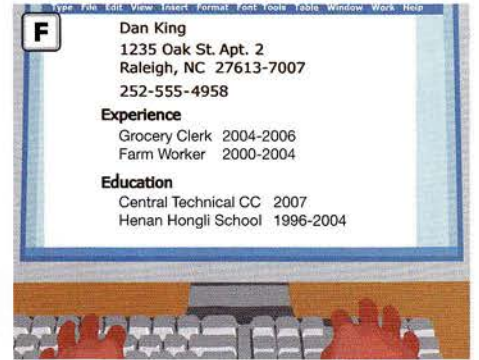 Type File Edit View Insert Format Font Tools Table Window Work Help
F
Dan King
1235 Oak St. Apt. 2
Raleigh, NC 27613-7007
252-555-4958
Experience
Grocery Clerk 2004-2006
Farm Worker 2000-2004
Education
Central Technical CC 2007
Henan Hongli School 1996-2004